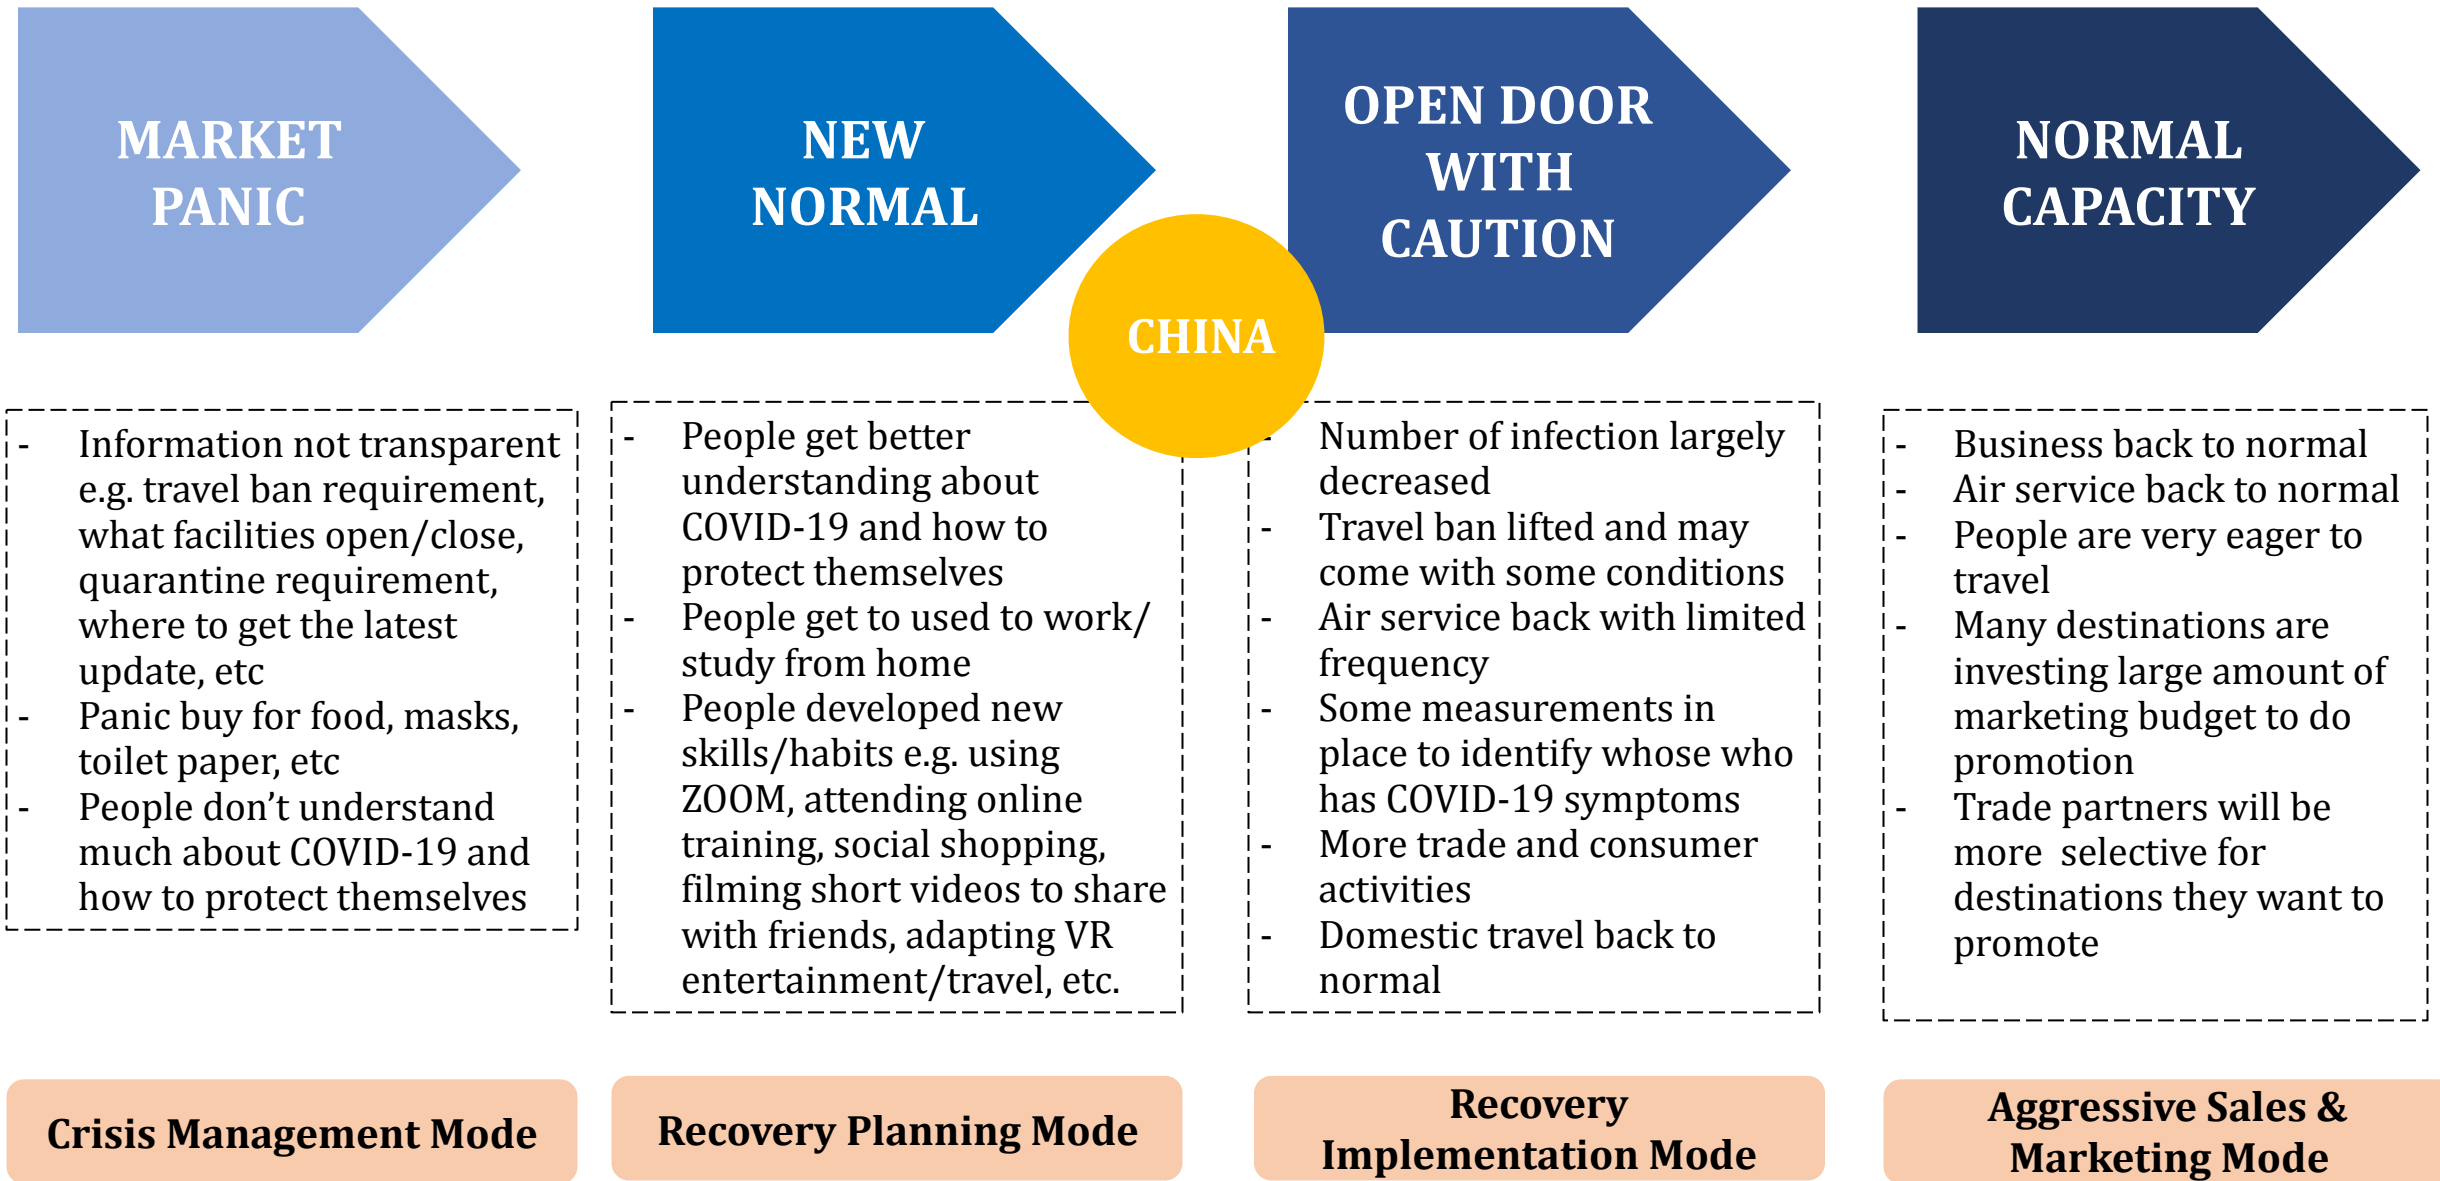 MARKET
PANIC
NEW
NORMAL
OPEN DOOR
WITH
CAUTION
NORMAL
CAPACITY
CHINA
- Information not transparent
e.g. travel ban requirement,
what facilities open/close,
quarantine requirement,
where to get the latest
update, etc
- Panic buy for food, masks,
toilet paper, etc
- People don’t understand
much about COVID-19 and
how to protect themselves
- People get better
understanding about
COVID-19 and how to
protect themselves
- People get to used to work/
study from home
- People developed new
skills/habits e.g. using
ZOOM, attending online
training, social shopping,
filming short videos to share
with friends, adapting VR
entertainment/travel, etc.
- Number of infection largely
decreased
- Travel ban lifted and may
come with some conditions
- Air service back with limited
frequency
- Some measurements in
place to identify whose who
has COVID-19 symptoms
- More trade and consumer
activities
- Domestic travel back to
normal
- Business back to normal
- Air service back to normal
- People are very eager to
travel
- Many destinations are
investing large amount of
marketing budget to do
promotion
- Trade partners will be
more  selective for
destinations they want to
promote
Crisis Management Mode
Recovery Planning Mode
Recovery
Implementation Mode
Aggressive Sales &
Marketing Mode